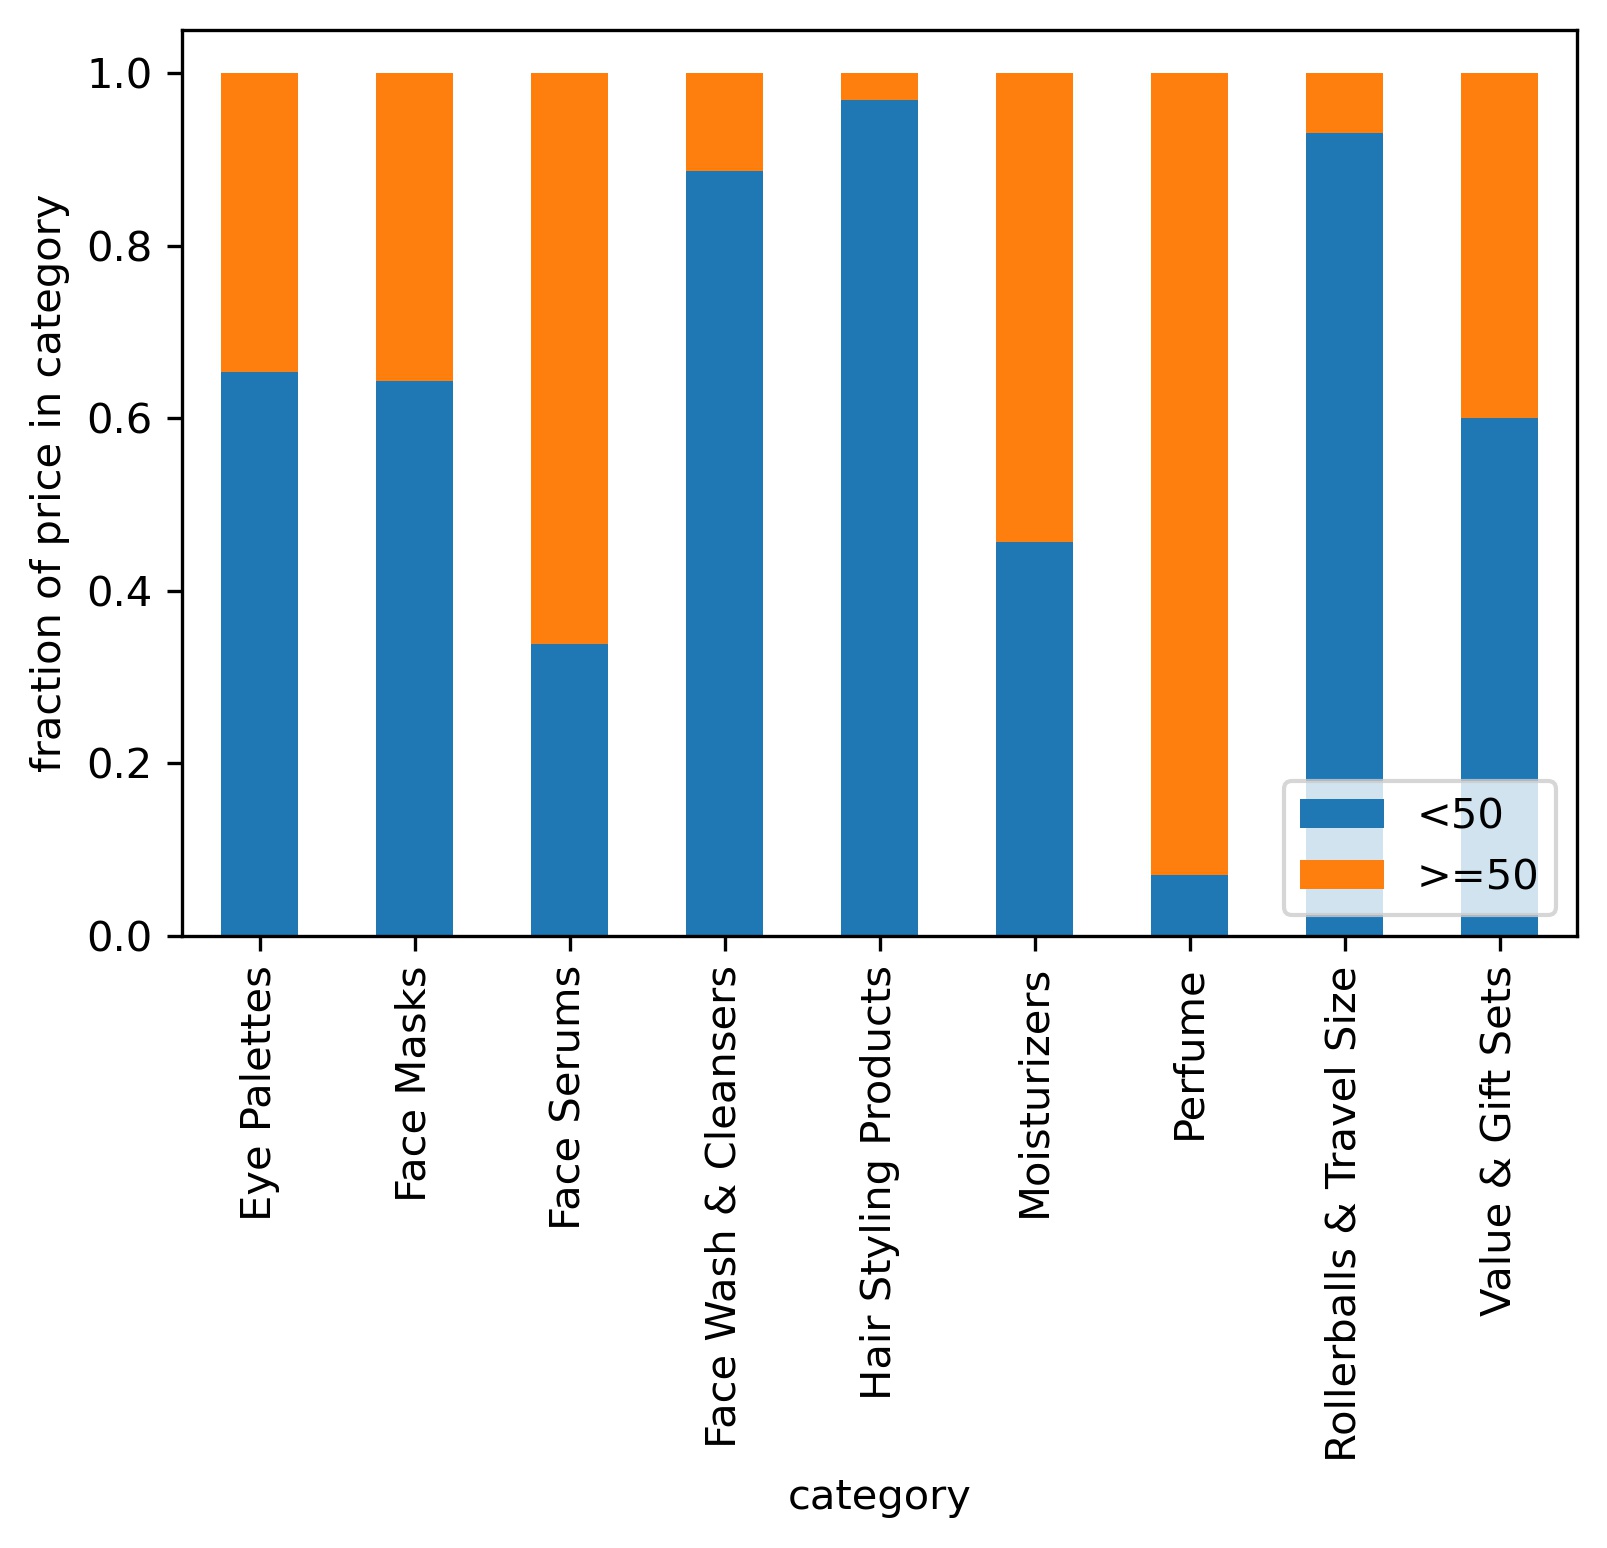 fraction of price in category
1.0
0.8
0.6
0.4
0.2
0.0
<50
>=50
Eye Palettes
Face Masks
Face Serums
Face Wash & Cleansers
Hair Styling Products
Moisturizers
Perfume
Rollerballs & Travel Size
Value & Gift Sets
category